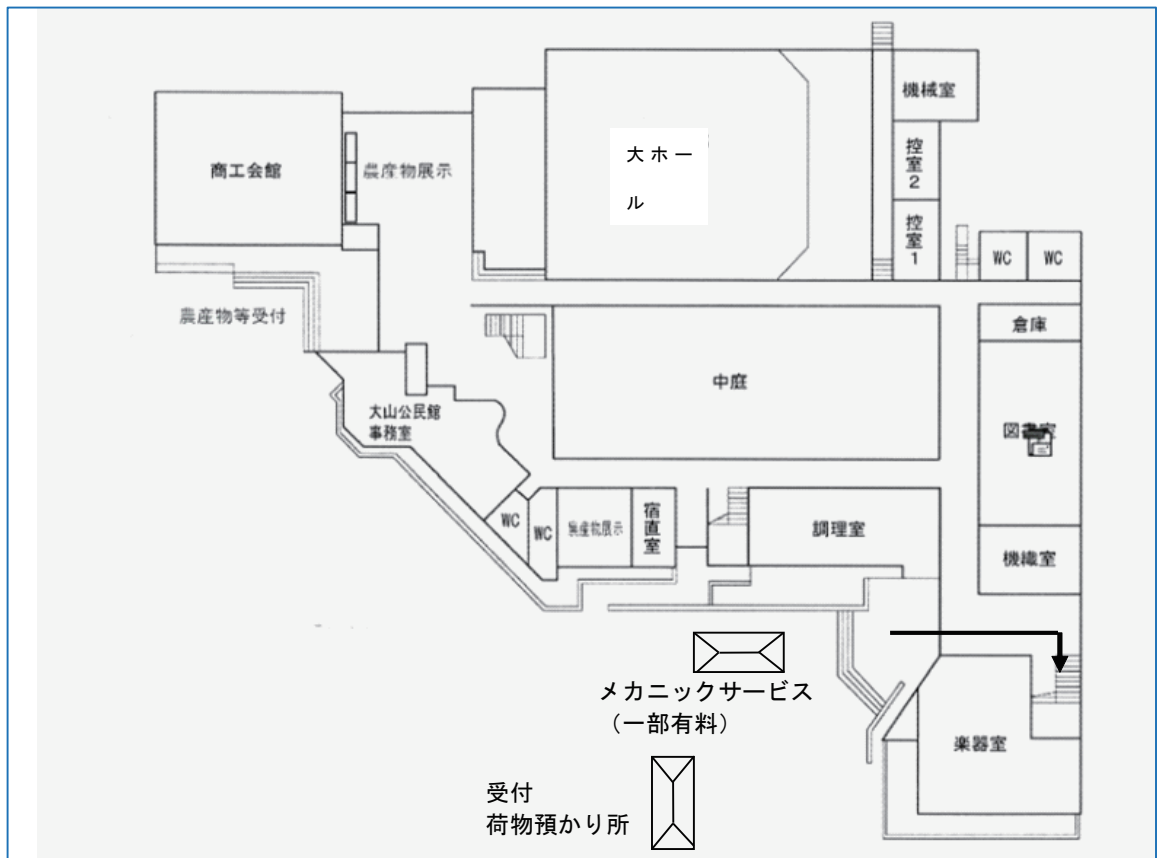 機械室
大ホー
ル
控室2
商工会館
農産物展示
控室1
WC
WC
農産物等受付
倉庫
中庭
大山公民館
事務室
図書室
WC
WC
農産物展示
宿直室
調理室
機織室
メカニックサービス
（一部有料）
楽器室
受付
荷物預かり所